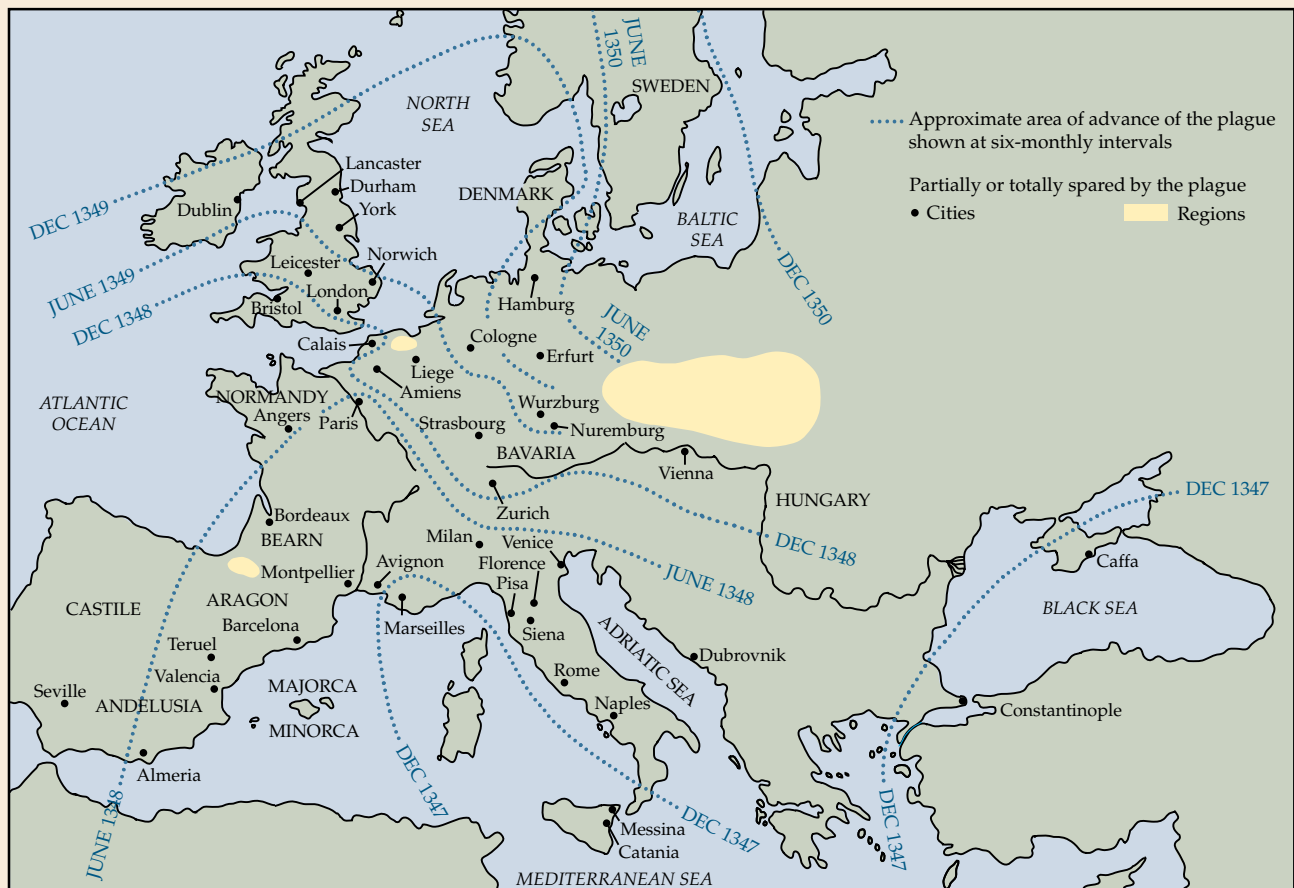 JUNE
1350
SWEDEN
NORTH
SEA
Approximate area of advance of the plague
shown at six-monthly intervals
Partially or totally spared by the plague
Cities
Regions
Lancaster
Durham
York
DENMARK
DEC 1349
Dublin
BALTIC
SEA
JUNE 1349
Leicester
Norwich
DEC 1350
DEC 1348
London
Bristol
Hamburg
JUNE
1350
Calais
Cologne
Erfurt
Liege
Amiens
ATLANTIC
OCEAN
NORMANDY
Angers
Paris
Strasbourg
Wurzburg
Nuremburg
BAVARIA
Vienna
HUNGARY
DEC 1347
Zurich
Bordeaux
BEARN
Milan
Venice
DEC 1348
Caffa
Montpellier
Avignon
Florence
Pisa
JUNE 1348
CASTILE
ARAGON
Barcelona
Marseilles
Siena
BLACK SEA
ADRIATIC SEA
Teruel
Valencia
Dubrovnik
Rome
Seville
ANDELUSIA
MAJORCA
MINORCA
Naples
Constantinople
Almeria
DEC 1347
JUNE 1348
DEC 1347
DEC 1347
Messina
Catania
MEDITERRANEAN SEA